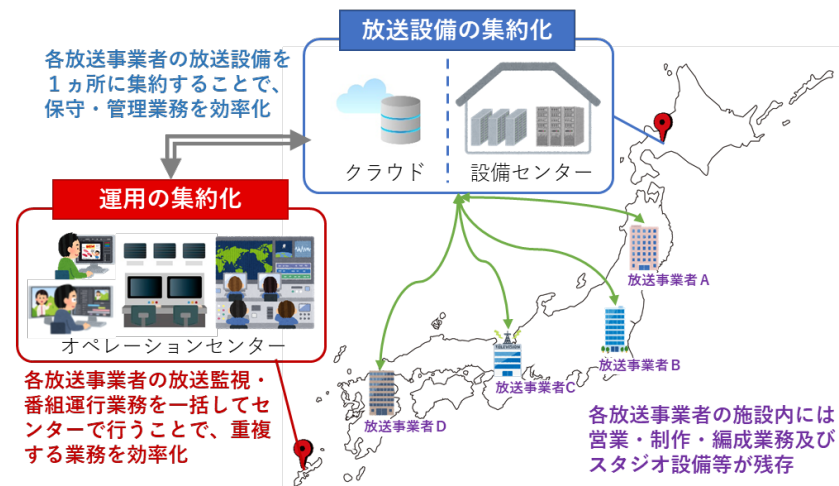 放送設備の集約化
各放送事業者の放送設備を
1ヵ所に集約することで、
保守・管理業務を効率化
クラウド
設備センター
運用の集約化
オペレーションセンター
各放送事業者の放送監視・
番組運行業務を一括してセ
ンターで行うことで、重複
する業務を効率化
放送事業者A
放送事業者B
TELEVISION
放送事業者C
放送事業者D
各放送事業者の施設内には
営業・制作・編成業務及び
スタジオ設備等が残存